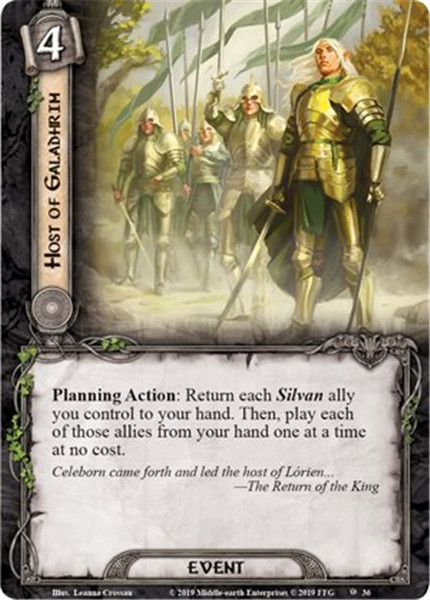 4
Host of Galadhrim
Planning Action: Return each Silvan ally
you control to your hand. Then, play each
of those allies from your hand one at a time
at no cost.
Celeborn came forth and led the host of Lórien...
—The Return of the King
EVENT
Illus. Leanna Crossan © 2019 Middle-earth Enterprises © 2019 FFG 36